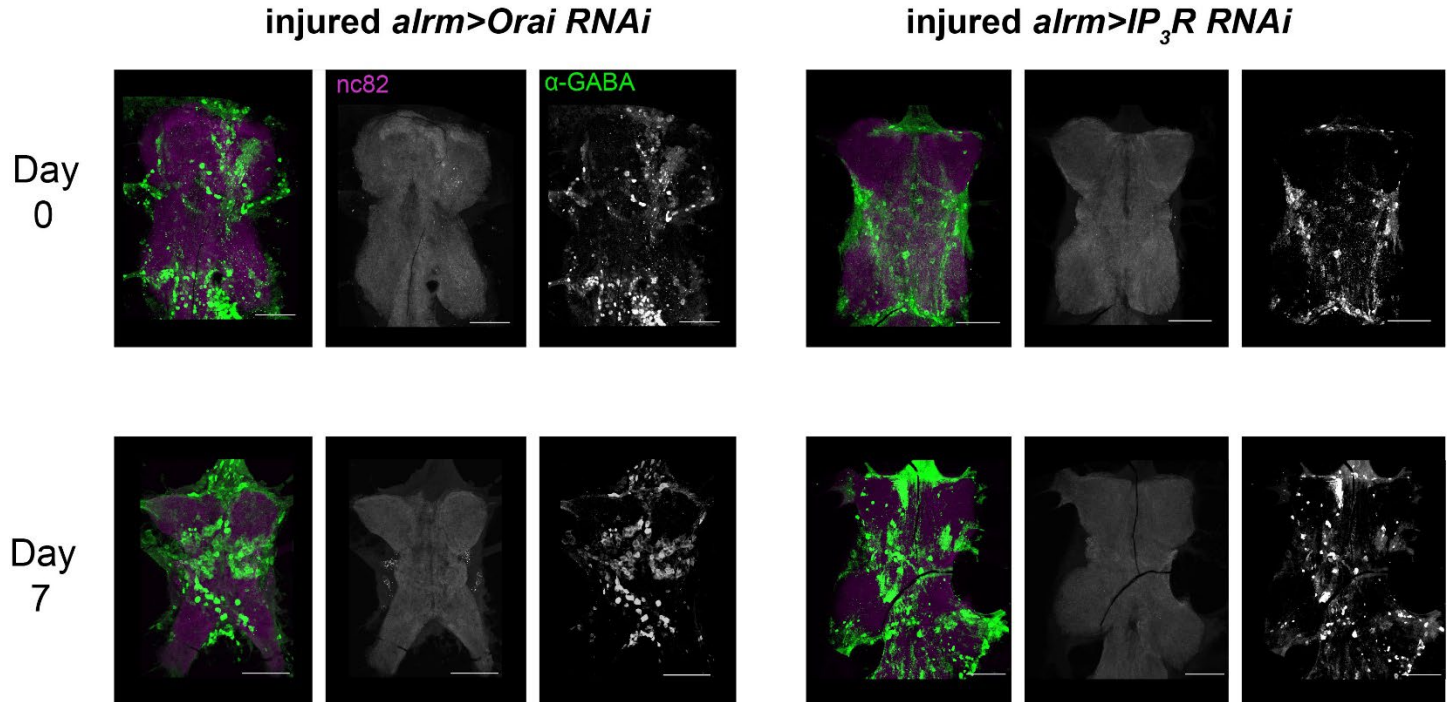 injured alrm>Orai RNAi
injured alrm>IP₃R RNAi
nc82
α-GABA
Day
0
Day
7